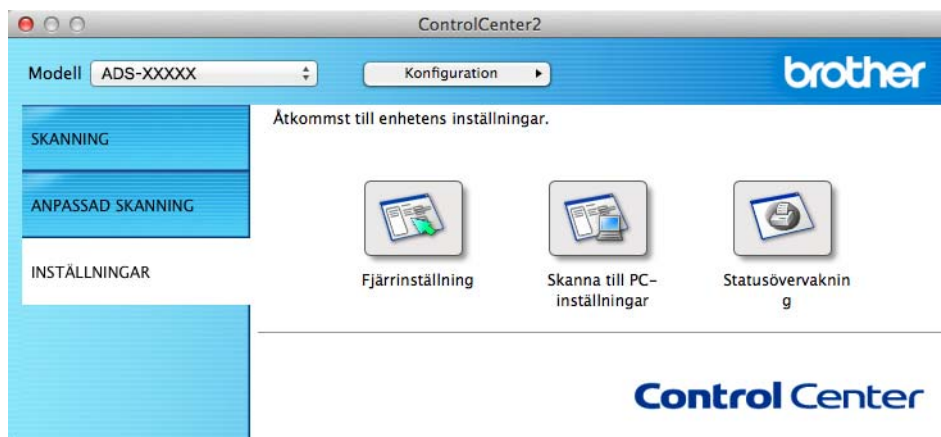 ControlCenter2
Modell ADS-XXXXX Konfiguration brother
SKANNING
Åtkommst till enhetens inställningar.
ANPASSAD SKANNING
INSTÄLLNINGAR
Fjärrinställning
Skanna till PC-
inställningar
Statusövervaknin
g
Control Center